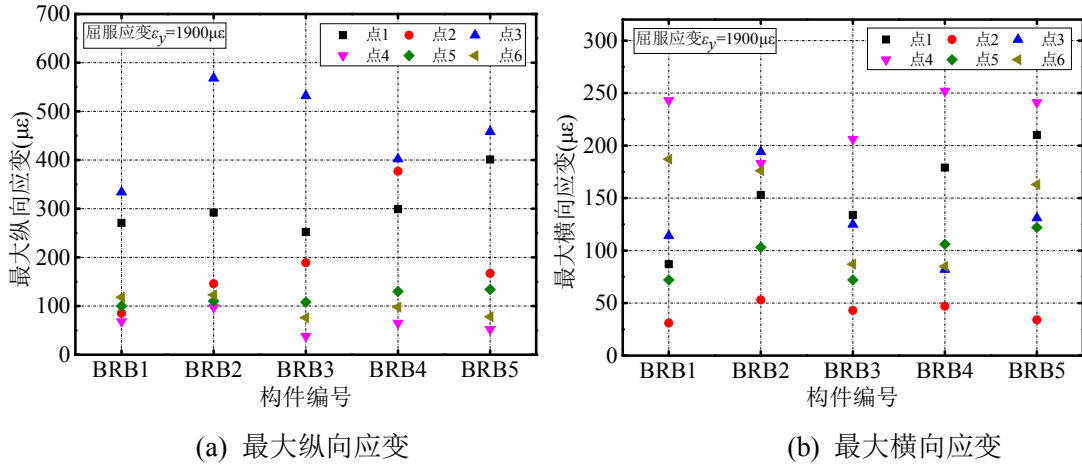 屈服应变εy=1900με
点1 点2 点3
点4 点5 点6
700
600
500
400
300
200
100
0
最大纵向应变(με)
BRB1 BRB2 BRB3 BRB4 BRB5
构件编号
(a) 最大纵向应变
屈服应变εy=1900με
点1 点2 点3
点4 点5 点6
300
250
200
150
100
50
0
最大横向应变(με)
BRB1 BRB2 BRB3 BRB4 BRB5
构件编号
(b) 最大横向应变